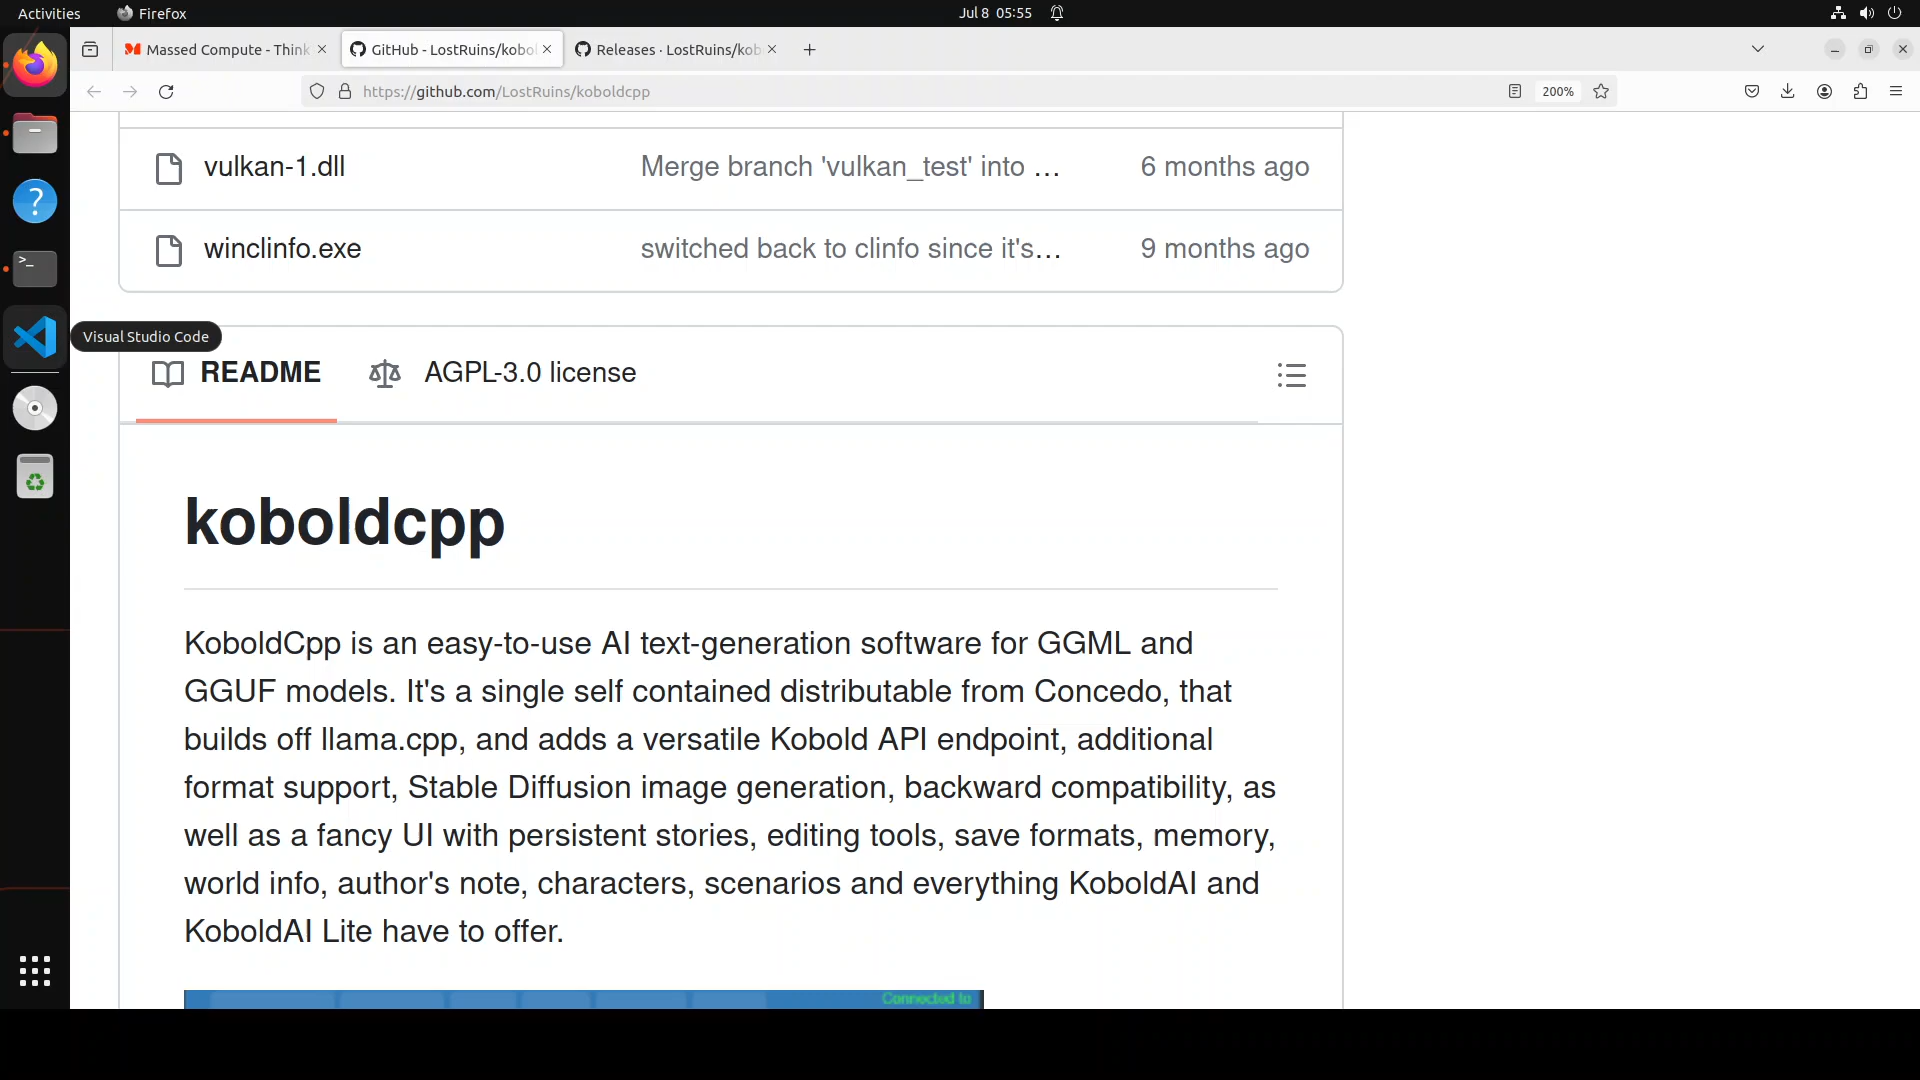 Activities
Firefox
Jul 8 05:55
Massed Compute - Think
GitHub - LostRuins/kobol
Releases · LostRuins/kob
https://github.com/LostRuins/koboldcpp
200%
vulkan-1.dll
Merge branch 'vulkan_test' into ...
6 months ago
winclinfo.exe
switched back to clinfo since it's...
9 months ago
Visual Studio Code
README
AGPL-3.0 license
koboldcpp
KoboldCpp is an easy-to-use AI text-generation software for GGML and
GGUF models. It's a single self contained distributable from Concedo, that
builds off llama.cpp, and adds a versatile Kobold API endpoint, additional
format support, Stable Diffusion image generation, backward compatibility, as
well as a fancy UI with persistent stories, editing tools, save formats, memory,
world info, author's note, characters, scenarios and everything KoboldAI and
KoboldAI Lite have to offer.
Connected to